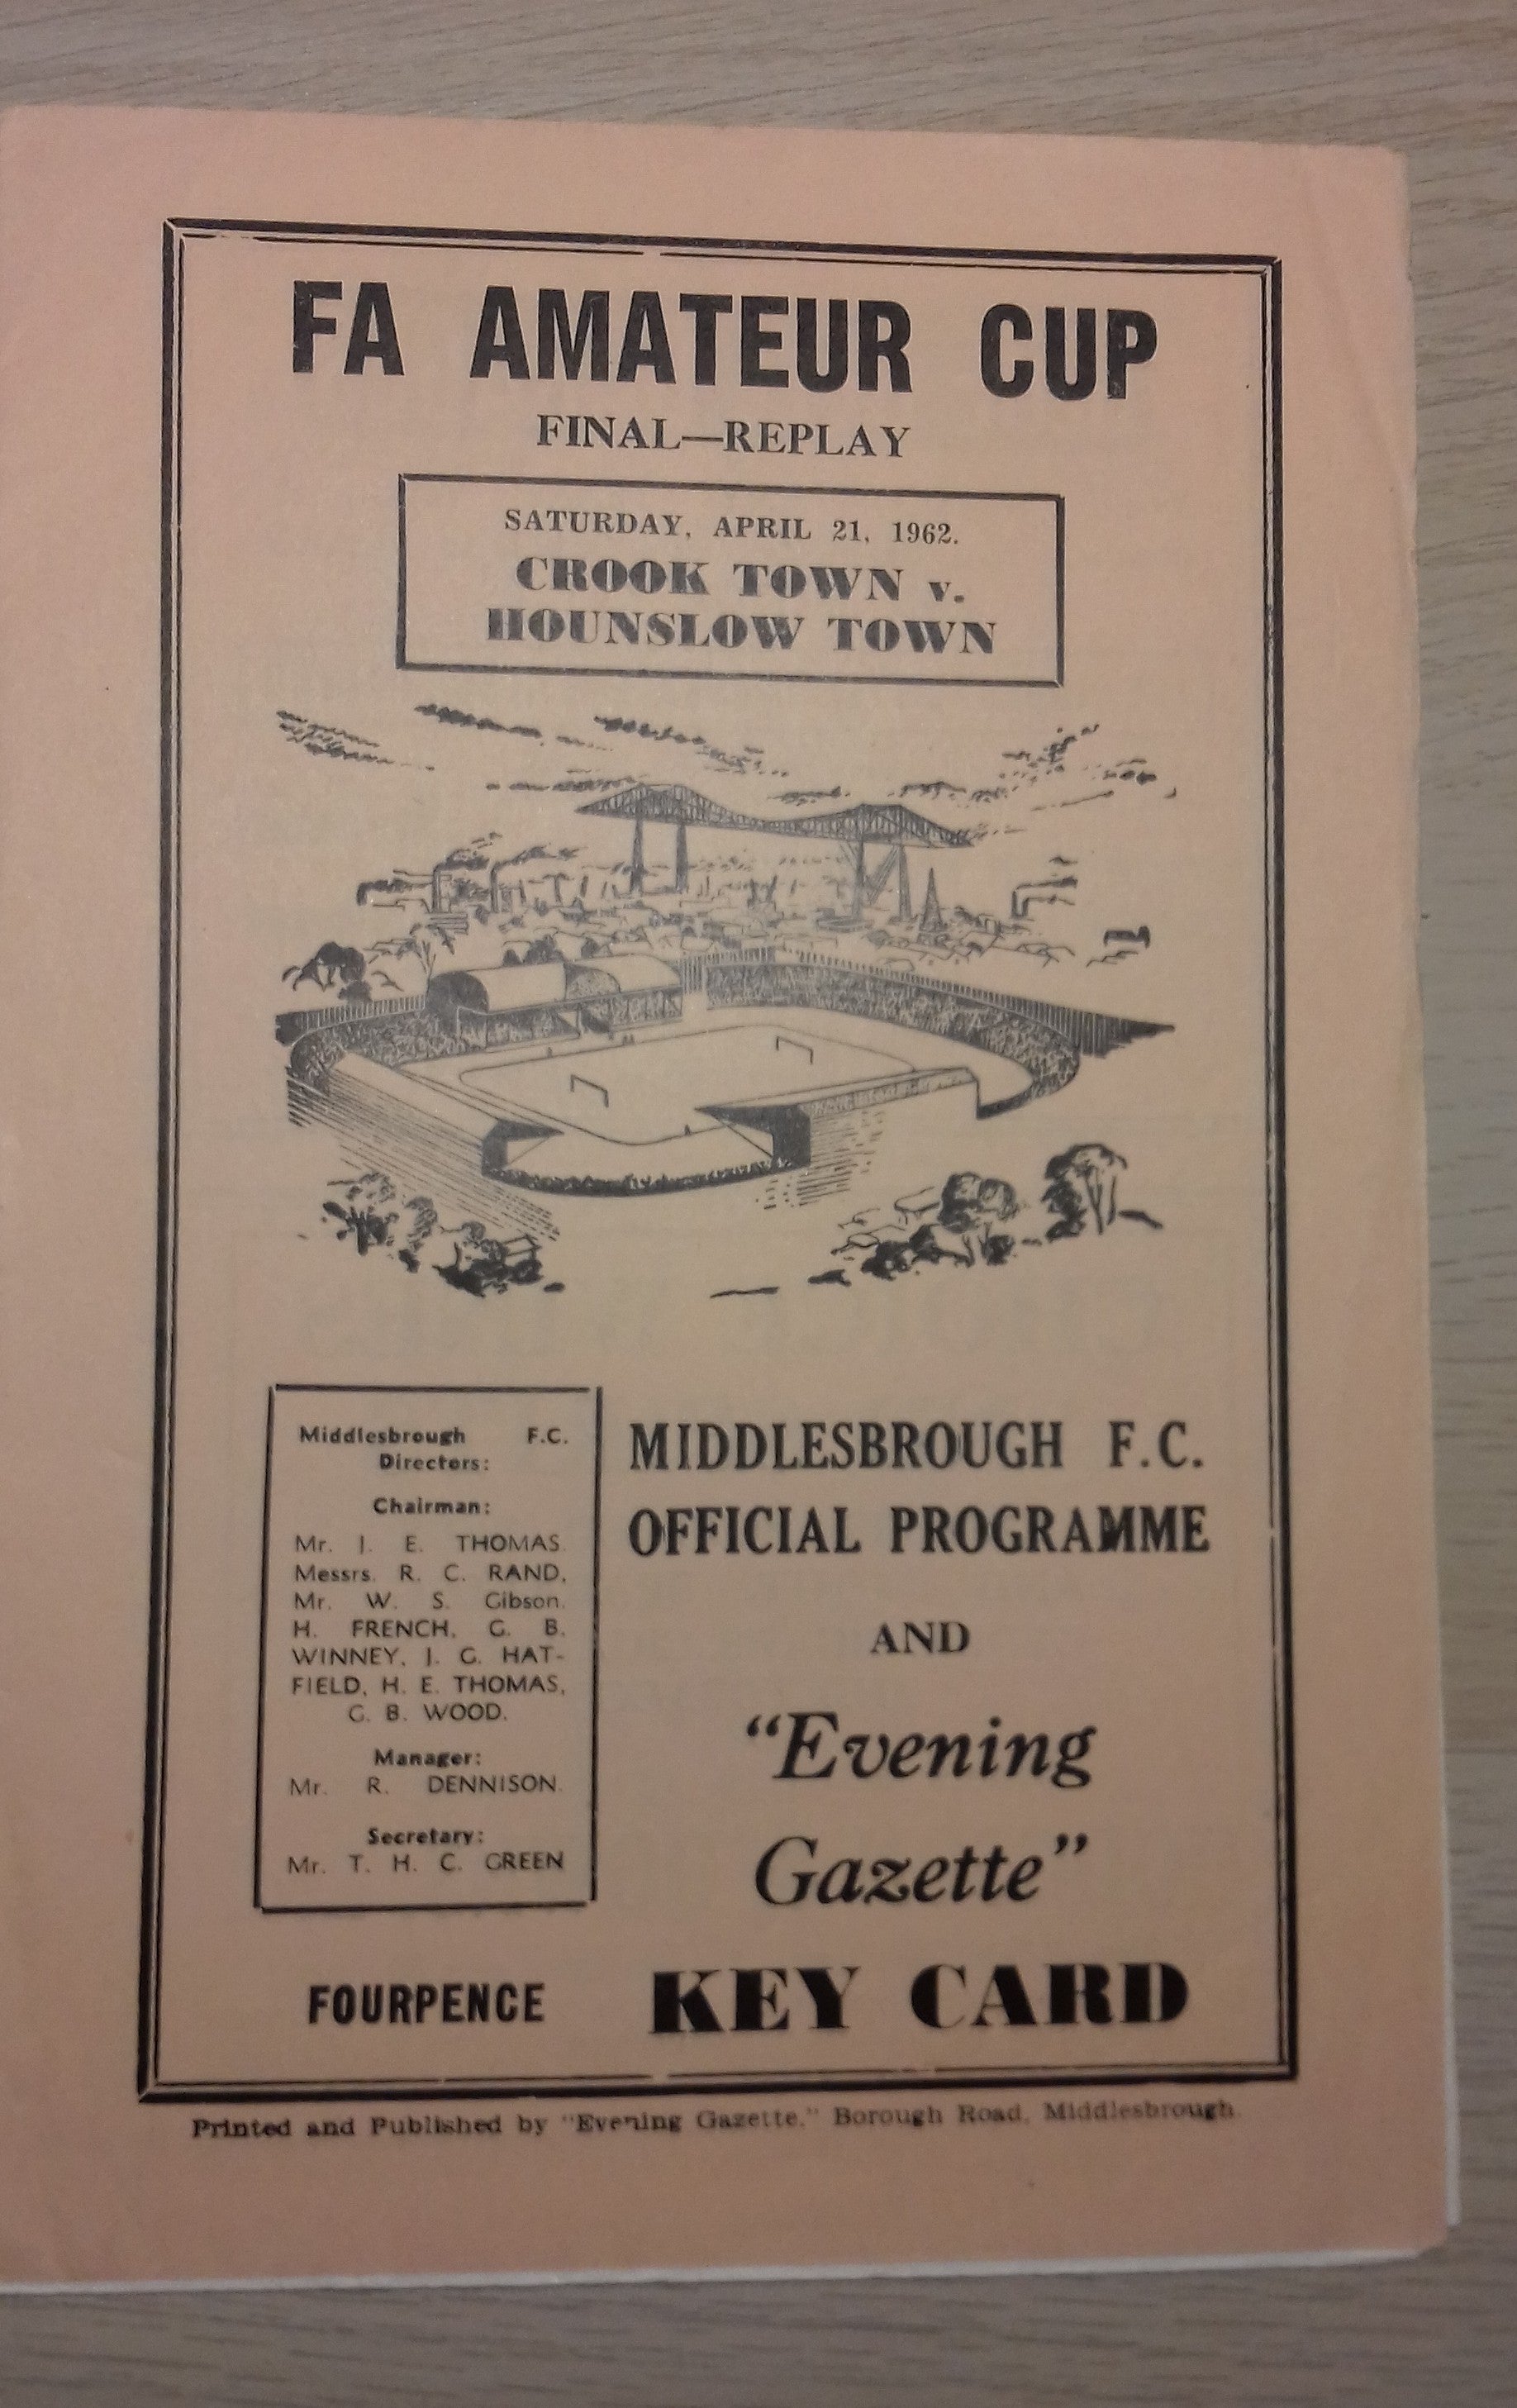 FA AMATEUR CUP
FINAL—REPLAY
SATURDAY, APRIL 21, 1962.
CROOK TOWN v.
HOUNSLOW TOWN
Middlesbrough F.C.
Directors:
Chairman:
Mr. J. E. THOMAS.
Messrs. R. C. RAND,
Mr. W. S. Gibson.
H. FRENCH, G. B.
WINNEY, J. G. HAT-
FIELD, H. E. THOMAS,
G. B. WOOD.
Manager:
Mr. R. DENNISON.
Secretary:
Mr. T. H. C. GREEN
FOURPENCE
MIDDLESBROUGH F.C.
OFFICIAL PROGRAMME
AND
“Evening
Gazette”
KEY CARD
Printed and Published by "Evening Gazette," Borough Road, Middlesbrough.